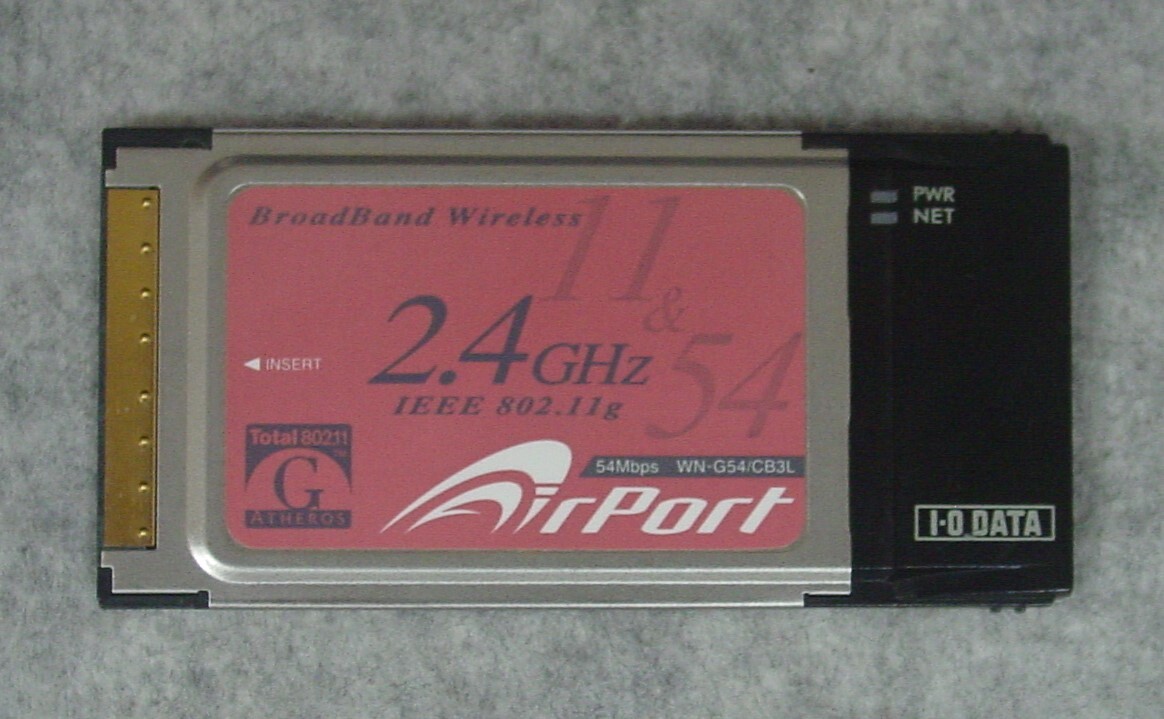 BroadBand Wireless
11
&
54
2.4GHz
IEEE 802.11g
◀ INSERT
Total 802.11
TM
G
ATHEROS
54Mbps WN-G54/CB3L
AirPort
PWR
NET
I·O DATA